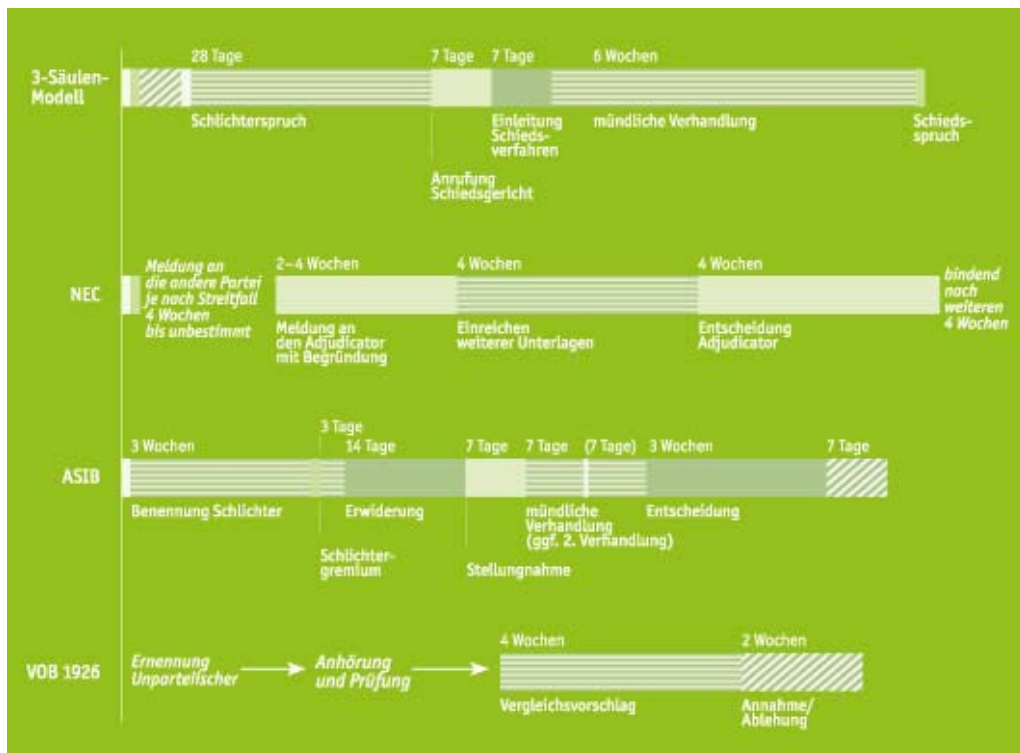 28 Tage
7 Tage
7 Tage
6 Wochen
3-Säulen-
Modell
Schlichterspruch
Einleitung
Schieds-
verfahren
mündliche Verhandlung
Schieds-
spruch
Anrufung
Schiedsgericht
NEC
Meldung an
die andere Partei
je nach Streitfall
4 Wochen
bis unbestimmt
2–4 Wochen
4 Wochen
4 Wochen
bindend
nach
weiteren
4 Wochen
Meldung an
den Adjudicator
mit Begründung
Einreichen
weiterer Unterlagen
Entscheidung
Adjudicator
3 Tage
3 Wochen
14 Tage
7 Tage
7 Tage
(7 Tage)
3 Wochen
7 Tage
ASIB
Benennung Schlichter
Erwiderung
mündliche
Verhandlung
(ggf. 2. Verhandlung)
Entscheidung
Schlichter-
gremium
Stellungnahme
VOB 1926
Ernennung
Unparteiischer
Anhörung
und Prüfung
4 Wochen
2 Wochen
Vergleichsvorschlag
Annahme/
Ablehung